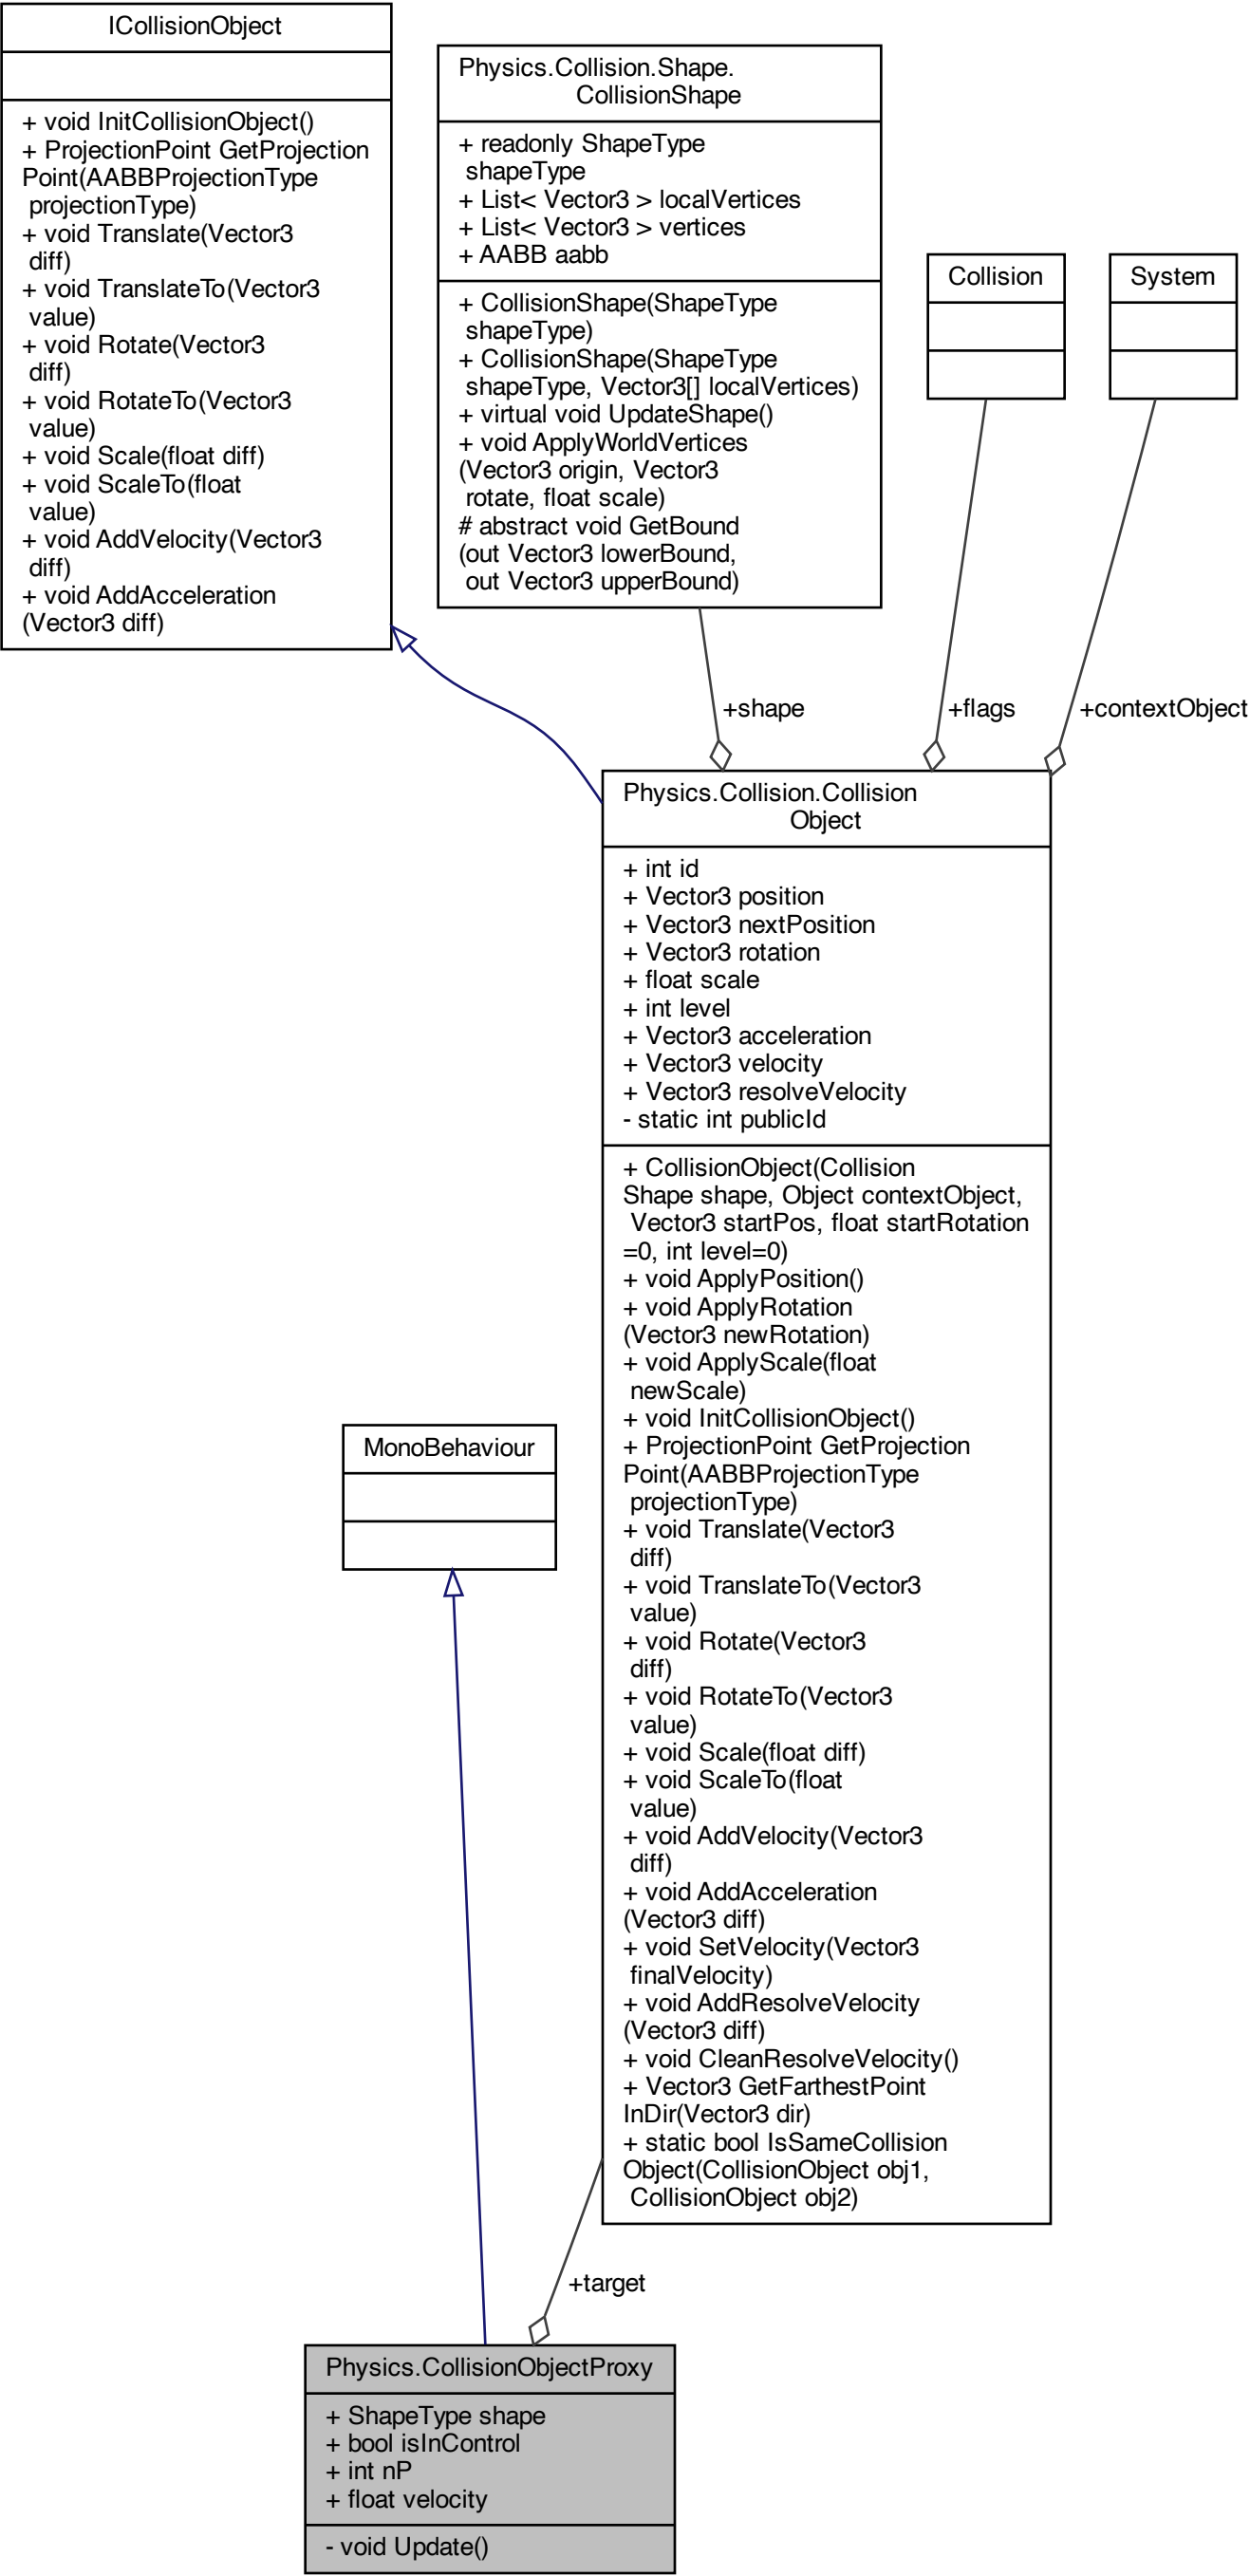 ICollisionObject
+ void InitCollisionObject()
+ ProjectionPoint GetProjection
Point(AABBProjectionType
projectionType)
+ void Translate(Vector3
diff)
+ void TranslateTo(Vector3
value)
+ void Rotate(Vector3
diff)
+ void RotateTo(Vector3
value)
+ void Scale(float diff)
+ void ScaleTo(float
value)
+ void AddVelocity(Vector3
diff)
+ void AddAcceleration
(Vector3 diff)
Physics.Collision.Shape.
CollisionShape
+ readonly ShapeType
shapeType
+ List< Vector3 > localVertices
+ List< Vector3 > vertices
+ AABB aabb
+ CollisionShape(ShapeType
shapeType)
+ CollisionShape(ShapeType
shapeType, Vector3[] localVertices)
+ virtual void UpdateShape()
+ void ApplyWorldVertices
(Vector3 origin, Vector3
rotate, float scale)
# abstract void GetBound
(out Vector3 lowerBound,
out Vector3 upperBound)
Collision
System
+shape
+flags
+contextObject
Physics.Collision.Collision
Object
+ int id
+ Vector3 position
+ Vector3 nextPosition
+ Vector3 rotation
+ float scale
+ int level
+ Vector3 acceleration
+ Vector3 velocity
+ Vector3 resolveVelocity
- static int publicId
+ CollisionObject(Collision
Shape shape, Object contextObject,
Vector3 startPos, float startRotation
=0, int level=0)
+ void ApplyPosition()
+ void ApplyRotation
(Vector3 newRotation)
+ void ApplyScale(float
newScale)
+ void InitCollisionObject()
+ ProjectionPoint GetProjection
Point(AABBProjectionType
projectionType)
+ void Translate(Vector3
diff)
+ void TranslateTo(Vector3
value)
+ void Rotate(Vector3
diff)
+ void RotateTo(Vector3
value)
+ void Scale(float diff)
+ void ScaleTo(float
value)
+ void AddVelocity(Vector3
diff)
+ void AddAcceleration
(Vector3 diff)
+ void SetVelocity(Vector3
finalVelocity)
+ void AddResolveVelocity
(Vector3 diff)
+ void CleanResolveVelocity()
+ Vector3 GetFarthestPoint
InDir(Vector3 dir)
+ static bool IsSameCollision
Object(CollisionObject obj1,
CollisionObject obj2)
MonoBehaviour
+target
Physics.CollisionObjectProxy
+ ShapeType shape
+ bool isInControl
+ int nP
+ float velocity
- void Update()